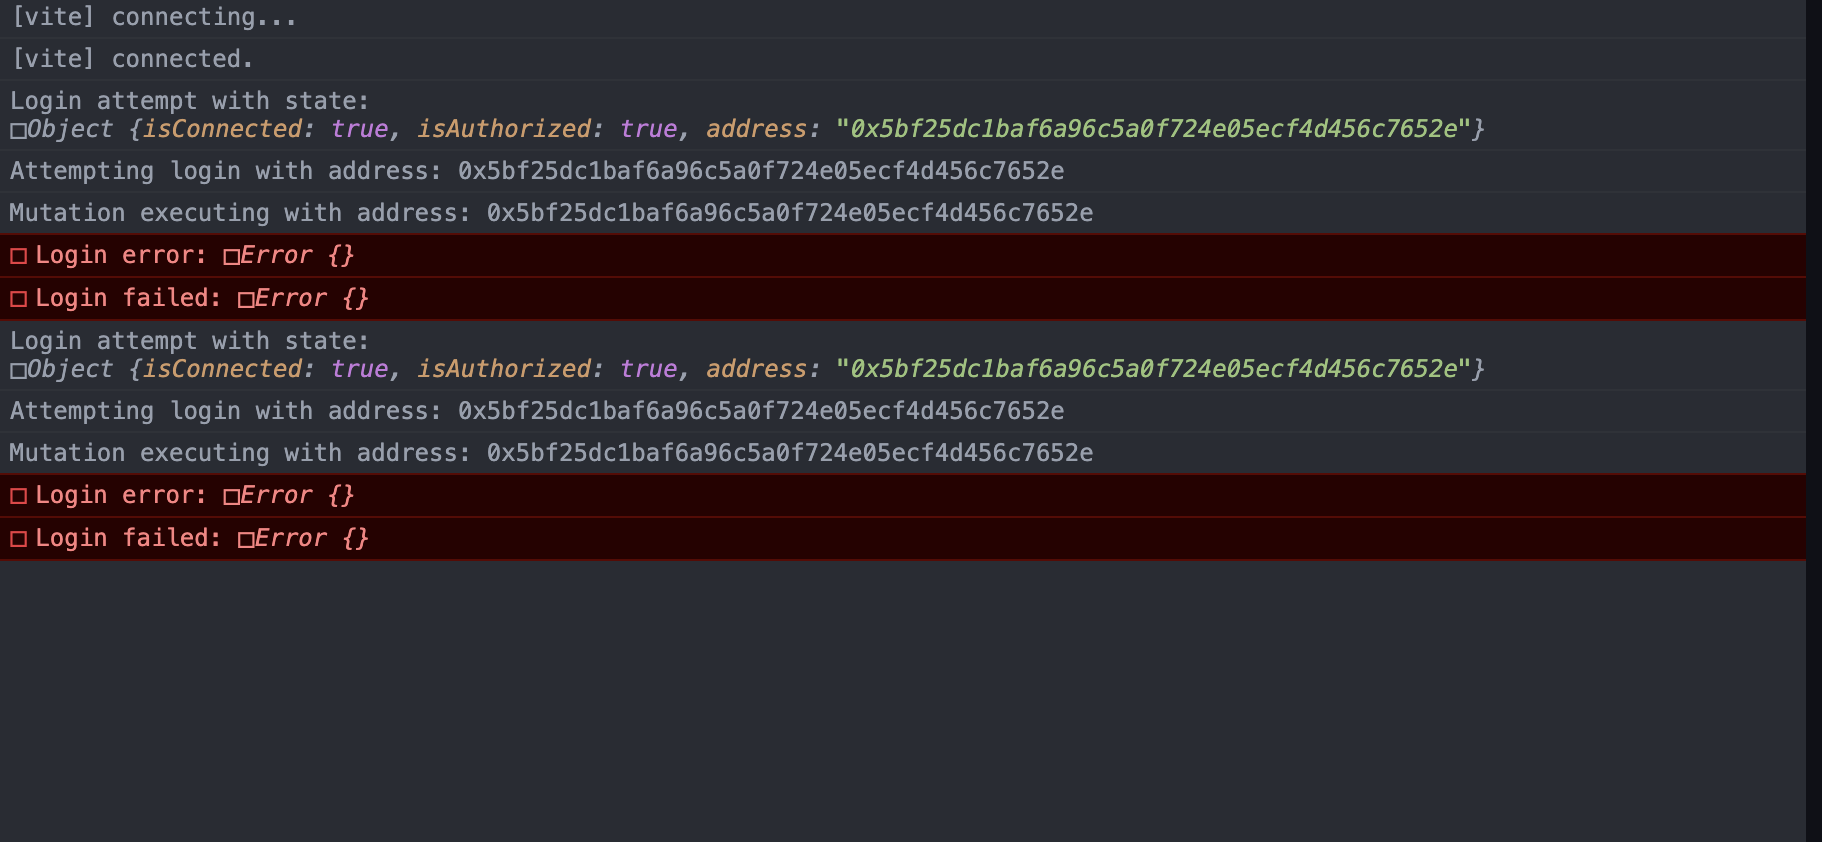 [vite] connecting...
[vite] connected.
Login attempt with state:
Object {isConnected: true, isAuthorized: true, address: "0x5bf25dc1baf6a96c5a0f724e05ecf4d456c7652e"}
Attempting login with address: 0x5bf25dc1baf6a96c5a0f724e05ecf4d456c7652e
Mutation executing with address: 0x5bf25dc1baf6a96c5a0f724e05ecf4d456c7652e
Login error: Error {}
Login failed: Error {}
Login attempt with state:
Object {isConnected: true, isAuthorized: true, address: "0x5bf25dc1baf6a96c5a0f724e05ecf4d456c7652e"}
Attempting login with address: 0x5bf25dc1baf6a96c5a0f724e05ecf4d456c7652e
Mutation executing with address: 0x5bf25dc1baf6a96c5a0f724e05ecf4d456c7652e
Login error: Error {}
Login failed: Error {}